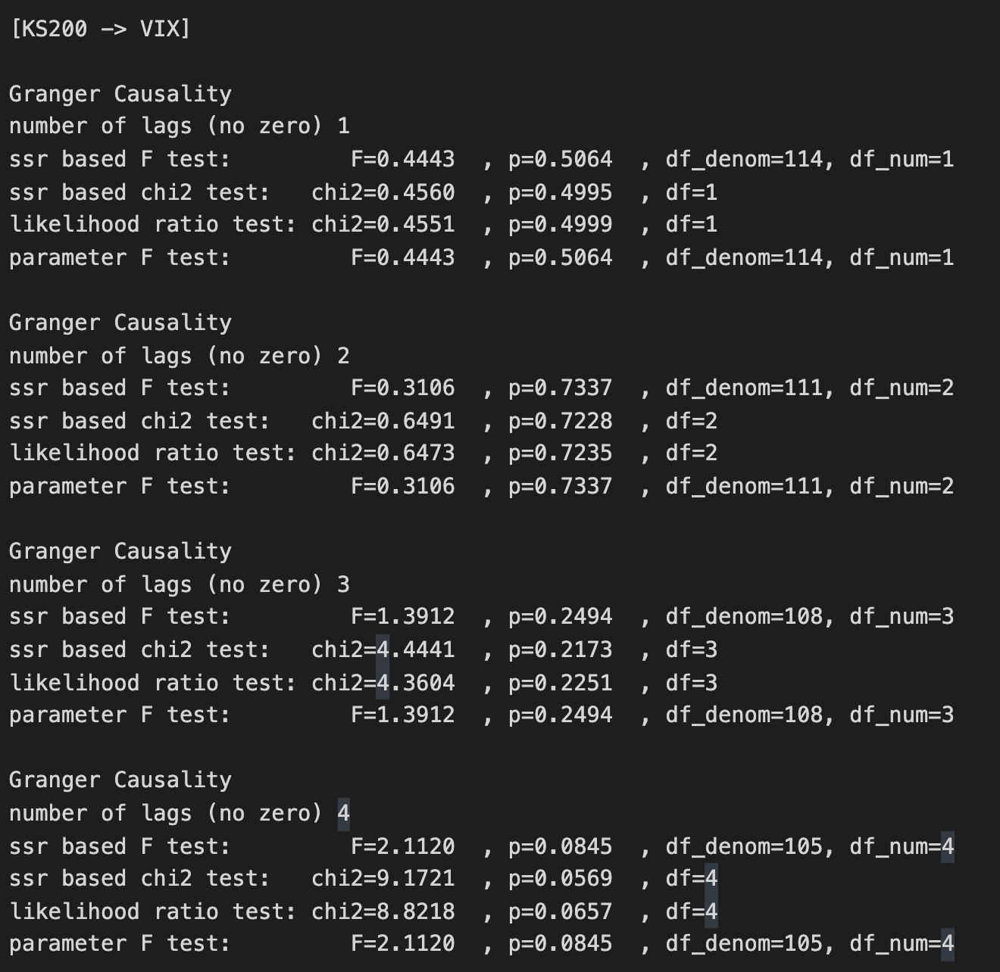 [KS200 -> VIX]
Granger Causality
number of lags (no zero) 1
ssr based F test:         F=0.4443  , p=0.5064  , df_denom=114, df_num=1
ssr based chi2 test:   chi2=0.4560  , p=0.4995  , df=1
likelihood ratio test: chi2=0.4551  , p=0.4999  , df=1
parameter F test:         F=0.4443  , p=0.5064  , df_denom=114, df_num=1
Granger Causality
number of lags (no zero) 2
ssr based F test:         F=0.3106  , p=0.7337  , df_denom=111, df_num=2
ssr based chi2 test:   chi2=0.6491  , p=0.7228  , df=2
likelihood ratio test: chi2=0.6473  , p=0.7235  , df=2
parameter F test:         F=0.3106  , p=0.7337  , df_denom=111, df_num=2
Granger Causality
number of lags (no zero) 3
ssr based F test:         F=1.3912  , p=0.2494  , df_denom=108, df_num=3
ssr based chi2 test:   chi2=4.4441  , p=0.2173  , df=3
likelihood ratio test: chi2=4.3604  , p=0.2251  , df=3
parameter F test:         F=1.3912  , p=0.2494  , df_denom=108, df_num=3
Granger Causality
number of lags (no zero) 4
ssr based F test:         F=2.1120  , p=0.0845  , df_denom=105, df_num=4
ssr based chi2 test:   chi2=9.1721  , p=0.0569  , df=4
likelihood ratio test: chi2=8.8218  , p=0.0657  , df=4
parameter F test:         F=2.1120  , p=0.0845  , df_denom=105, df_num=4